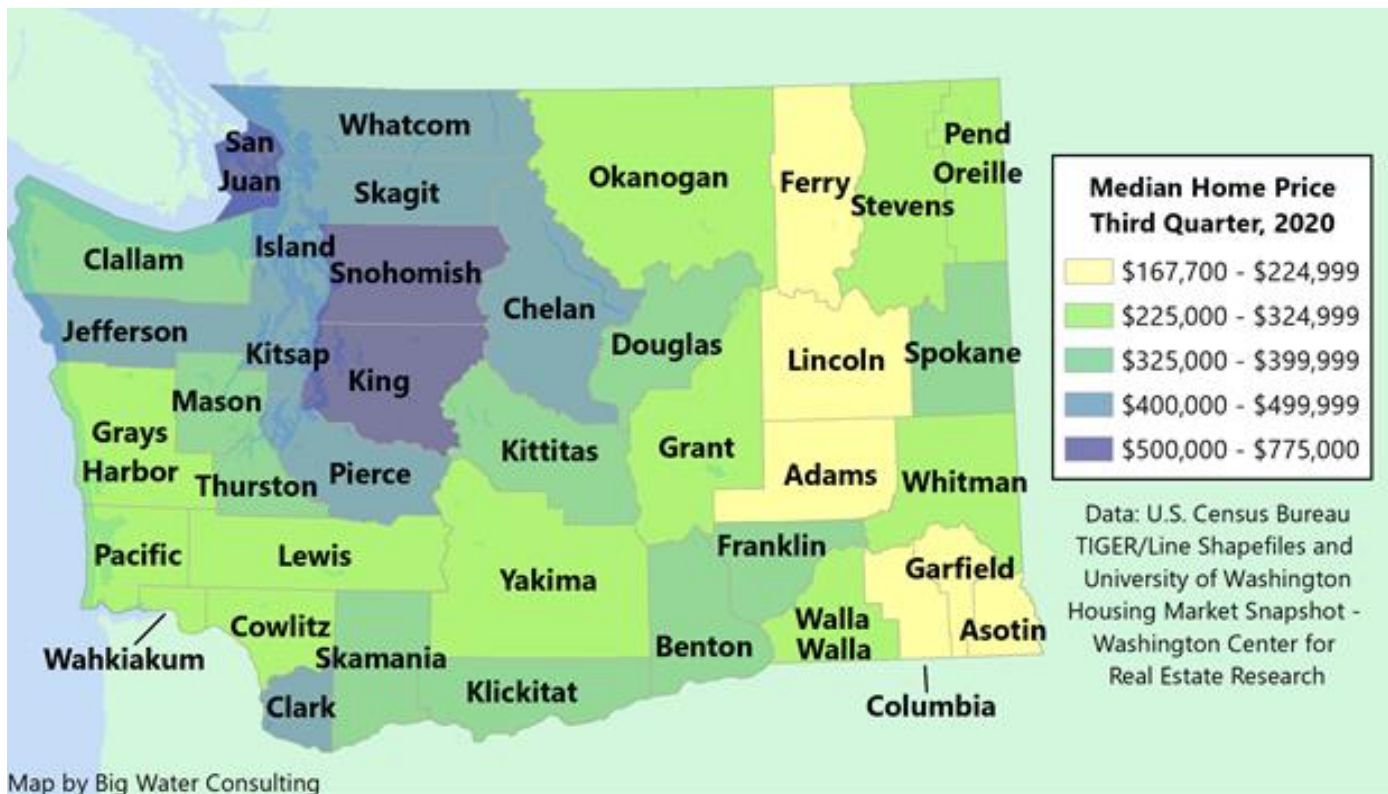 San
Juan
Whatcom
Skagit
Okanogan
Ferry
Stevens
Pend
Oreille
Clallam
Island
Snohomish
Chelan
Jefferson
Kitsap
King
Douglas
Lincoln
Spokane
Mason
Grays
Harbor
Thurston
Pierce
Kittitas
Grant
Adams
Whitman
Pacific
Lewis
Yakima
Franklin
Garfield
Wahkiakum
Cowlitz
Skamania
Clark
Klickitat
Benton
Walla
Walla
Asotin
Columbia
Median Home Price
Third Quarter, 2020
$167,700 - $224,999
$225,000 - $324,999
$325,000 - $399,999
$400,000 - $499,999
$500,000 - $775,000
Data: U.S. Census Bureau
TIGER/Line Shapefiles and
University of Washington
Housing Market Snapshot -
Washington Center for
Real Estate Research
Map by Big Water Consulting